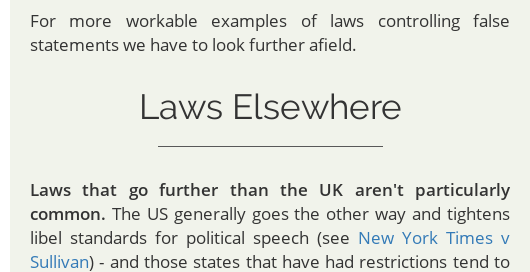 For more workable examples of laws controlling false
statements we have to look further afield.
Laws Elsewhere
Laws that go further than the UK aren't particularly
common. The US generally goes the other way and tightens
libel standards for political speech (see New York Times v
Sullivan) - and those states that have had restrictions tend to